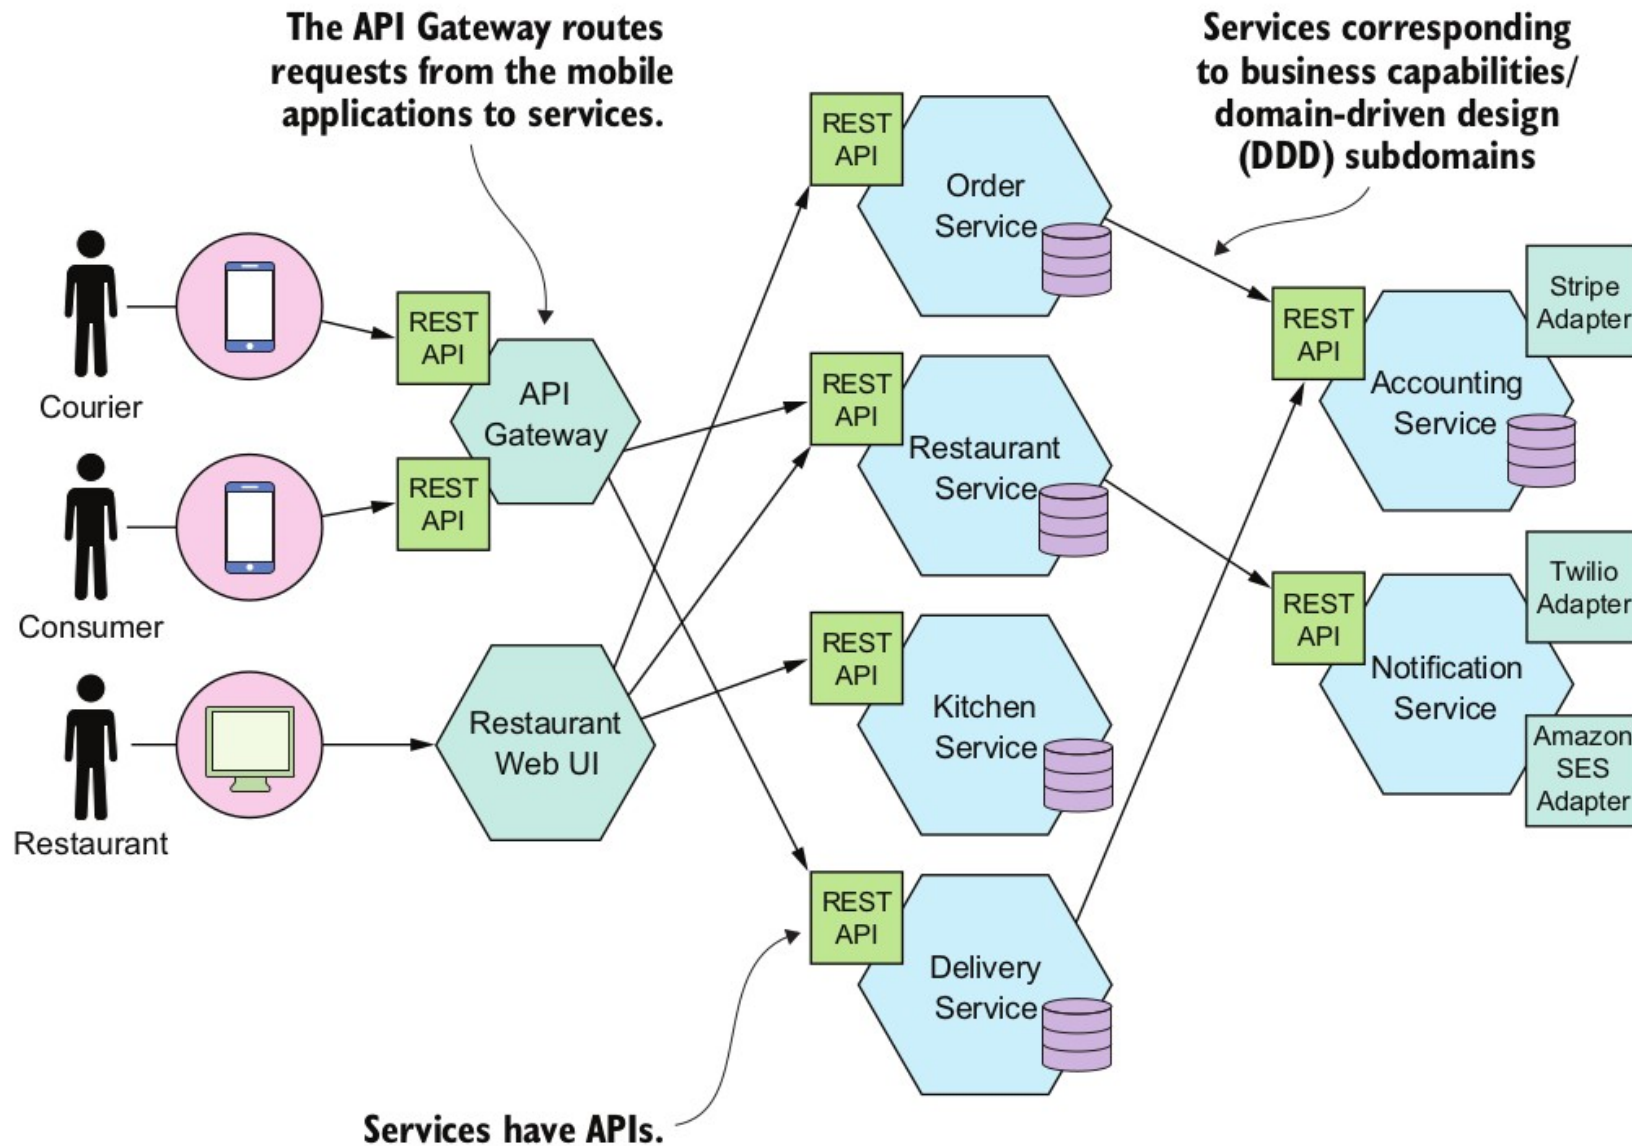 The API Gateway routes
requests from the mobile
applications to services.
Services corresponding
to business capabilities/
domain-driven design
(DDD) subdomains
REST
API
Order
Service
Courier
REST
API
API
Gateway
REST
API
Consumer
REST
API
Restaurant
Service
REST
API
Accounting
Service
Stripe
Adapter
Restaurant
Restaurant
Web UI
REST
API
Kitchen
Service
REST
API
Notification
Service
Twilio
Adapter
Amazon
SES
Adapter
REST
API
Delivery
Service
Services have APIs.